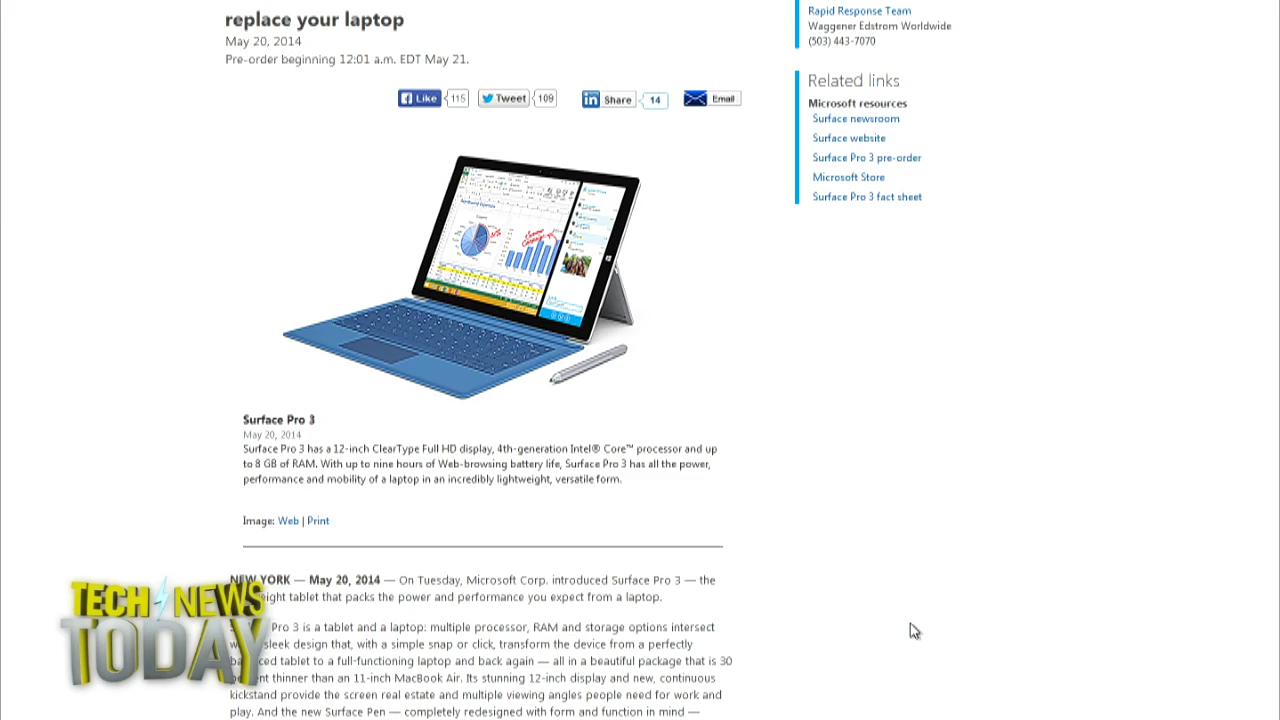 replace your laptop
May 20, 2014
Pre-order beginning 12:01 a.m. EDT May 21.
Like 115 Tweet 109 Share 14 Email
Surface Pro 3
May 20, 2014
Surface Pro 3 has a 12-inch ClearType Full HD display, 4th-generation Intel® Core™ processor and up
to 8 GB of RAM. With up to nine hours of Web-browsing battery life, Surface Pro 3 has all the power,
performance and mobility of a laptop in an incredibly lightweight, versatile form.
Image: Web | Print
NEW YORK — May 20, 2014 — On Tuesday, Microsoft Corp. introduced Surface Pro 3 — the
tablet that packs the power and performance you expect from a laptop.
Pro 3 is a tablet and a laptop: multiple processor, RAM and storage options intersect
sleek design that, with a simple snap or click, transform the device from a perfectly
tablet to a full-functioning laptop and back again — all in a beautiful package that is 30
thinner than an 11-inch MacBook Air. Its stunning 12-inch display and new, continuous
kickstand provide the screen real estate and multiple viewing angles people need for work and
play. And the new Surface Pen — completely redesigned with form and function in mind —
Rapid Response Team
Waggener Edstrom Worldwide
(503) 443-7070
Related links
Microsoft resources
Surface newsroom
Surface website
Surface Pro 3 pre-order
Microsoft Store
Surface Pro 3 fact sheet
TECH NEWS
TODAY